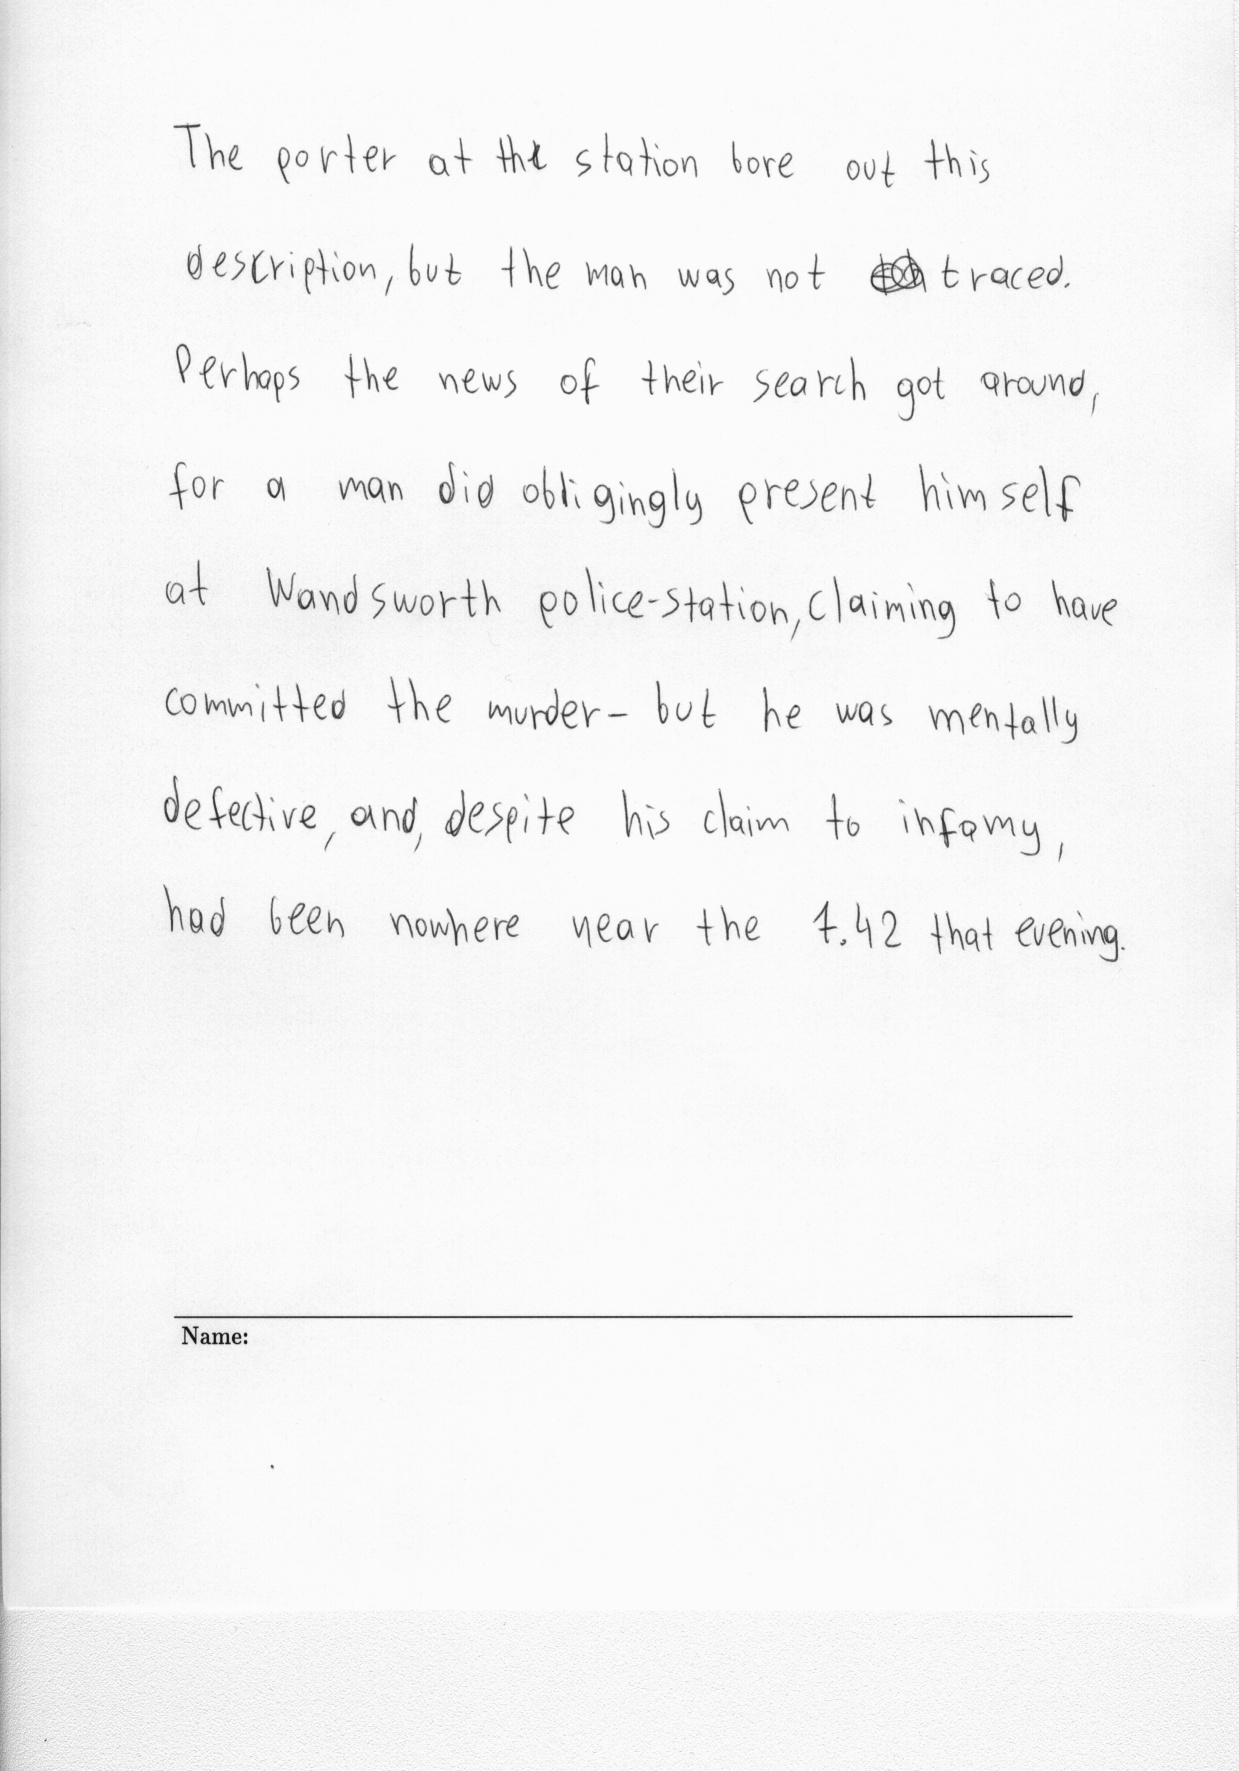 The porter at the station bore out this
description, but the man was not traced.
Perhaps the news of their search got around,
for a man did obligingly present himself
at Wandsworth police-station, claiming to have
committed the murder - but he was mentally
defective, and, despite his claim to infamy,
had been nowhere near the 7.42 that evening.
Name: